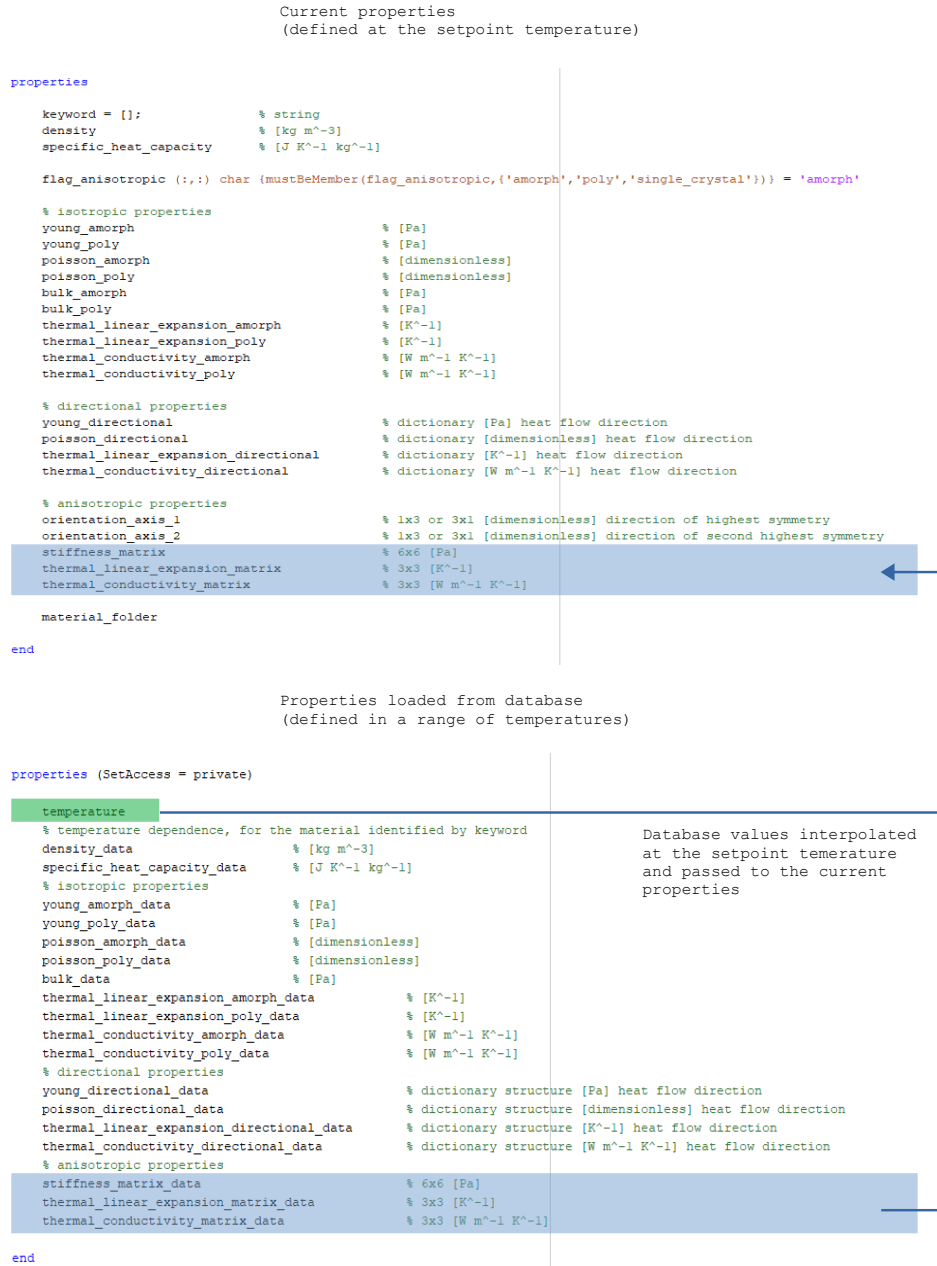 Current properties
(defined at the setpoint temperature)
properties
keyword = []; % string
density % [kg m^-3]
specific_heat_capacity % [J K^-1 kg^-1]
flag_anisotropic (:,:) char {mustBeMember(flag_anisotropic,{'amorph','poly','single_crystal'})} = 'amorph'
% isotropic properties
young_amorph % [Pa]
young_poly % [Pa]
poisson_amorph % [dimensionless]
poisson_poly % [dimensionless]
bulk_amorph % [Pa]
bulk_poly % [Pa]
thermal_linear_expansion_amorph % [K^-1]
thermal_linear_expansion_poly % [K^-1]
thermal_conductivity_amorph % [W m^-1 K^-1]
thermal_conductivity_poly % [W m^-1 K^-1]
% directional properties
young_directional % dictionary [Pa] heat flow direction
poisson_directional % dictionary [dimensionless] heat flow direction
thermal_linear_expansion_directional % dictionary [K^-1] heat flow direction
thermal_conductivity_directional % dictionary [W m^-1 K^-1] heat flow direction
% anisotropic properties
orientation_axis_1 % 1x3 or 3x1 [dimensionless] direction of highest symmetry
orientation_axis_2 % 1x3 or 3x1 [dimensionless] direction of second highest symmetry
stiffness_matrix % 6x6 [Pa]
thermal_linear_expansion_matrix % 3x3 [K^-1]
thermal_conductivity_matrix % 3x3 [W m^-1 K^-1]
material_folder
end
Properties loaded from database
(defined in a range of temperatures)
properties (SetAccess = private)
temperature
% temperature dependence, for the material identified by keyword
density_data % [kg m^-3]
specific_heat_capacity_data % [J K^-1 kg^-1]
% isotropic properties
young_amorph_data % [Pa]
young_poly_data % [Pa]
poisson_amorph_data % [dimensionless]
poisson_poly_data % [dimensionless]
bulk_data % [Pa]
thermal_linear_expansion_amorph_data % [K^-1]
thermal_linear_expansion_poly_data % [K^-1]
thermal_conductivity_amorph_data % [W m^-1 K^-1]
thermal_conductivity_poly_data % [W m^-1 K^-1]
% directional properties
young_directional_data % dictionary structure [Pa] heat flow direction
poisson_directional_data % dictionary structure [dimensionless] heat flow direction
thermal_linear_expansion_directional_data % dictionary structure [K^-1] heat flow direction
thermal_conductivity_directional_data % dictionary structure [W m^-1 K^-1] heat flow direction
% anisotropic properties
stiffness_matrix_data % 6x6 [Pa]
thermal_linear_expansion_matrix_data % 3x3 [K^-1]
thermal_conductivity_matrix_data % 3x3 [W m^-1 K^-1]
end
Database values interpolated
at the setpoint temerature
and passed to the current
properties